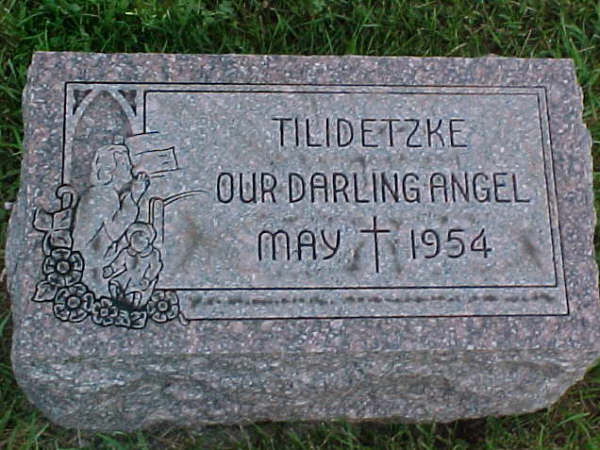 TILIDETZKE
OUR DARLING ANGEL
MAY † 1954